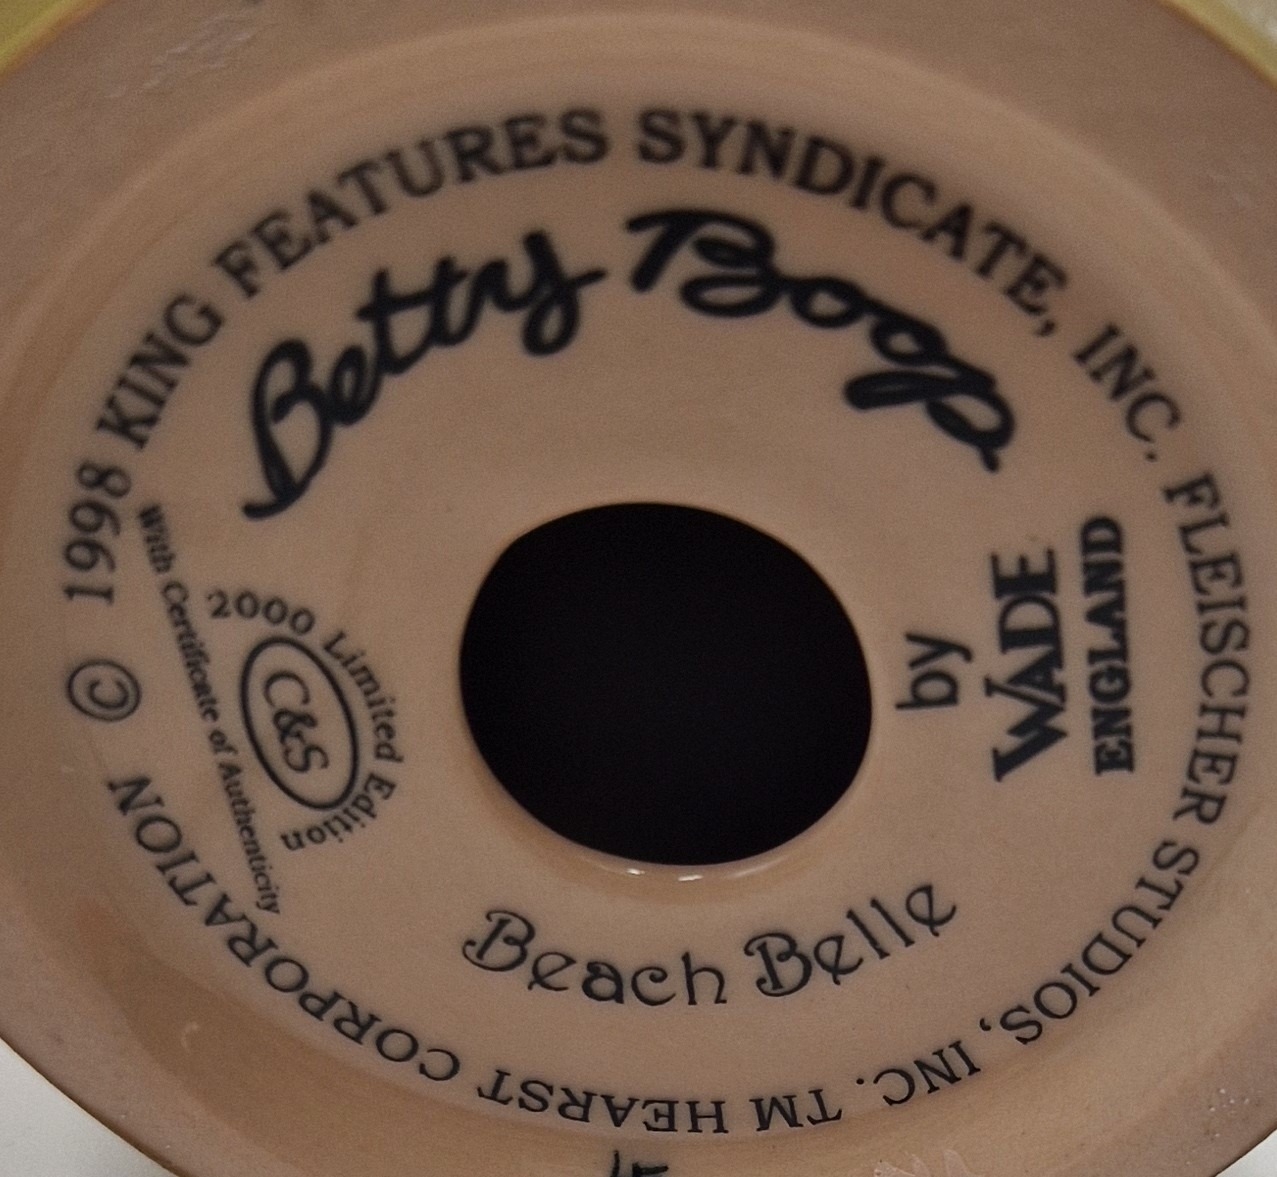 © 1998 KING FEATURES SYNDICATE, INC. FLEISCHER STUDIOS, INC. TM HEARST CORPORATION
Betty Boop
by
WADE
ENGLAND
2000 Limited Edition
C&S
With Certificate of Authenticity
Beach Belle